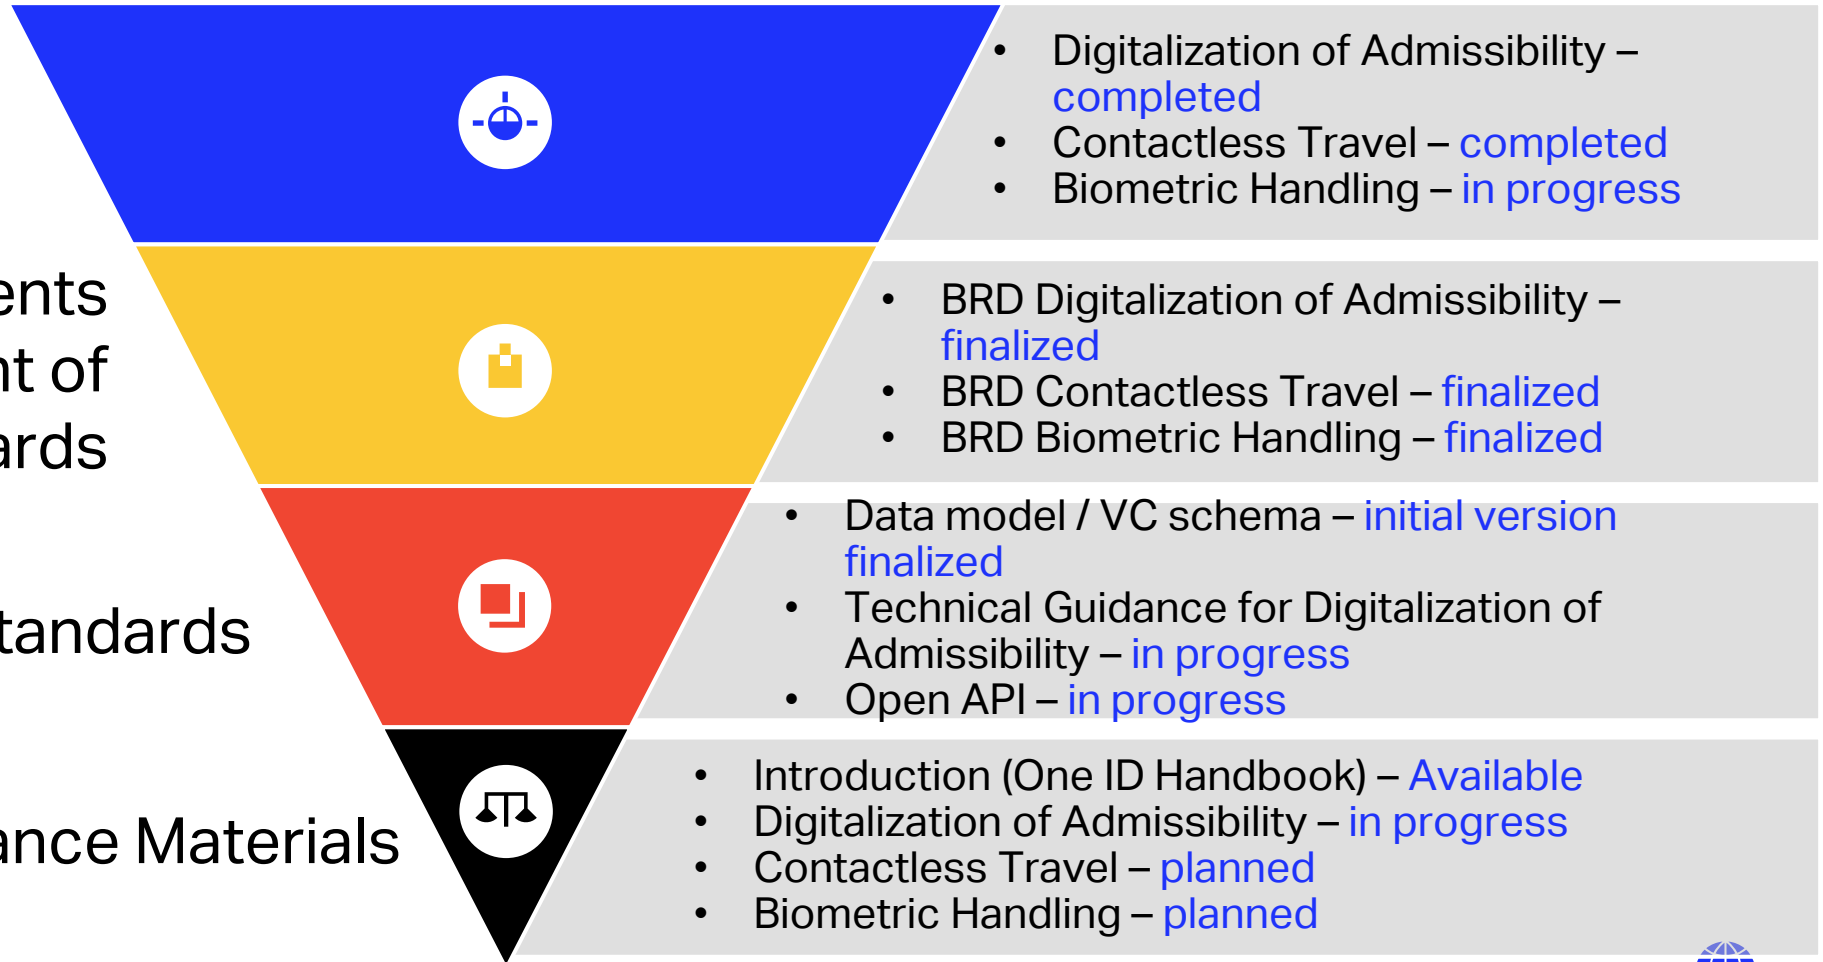 • Digitalization of Admissibility –
completed
• Contactless Travel – completed
• Biometric Handling – in progress
ents
nt of
ards
• BRD Digitalization of Admissibility –
finalized
• BRD Contactless Travel – finalized
• BRD Biometric Handling – finalized
tandards
• Data model / VC schema – initial version
finalized
• Technical Guidance for Digitalization of
Admissibility – in progress
• Open API – in progress
ance Materials
• Introduction (One ID Handbook) – Available
• Digitalization of Admissibility – in progress
• Contactless Travel – planned
• Biometric Handling – planned